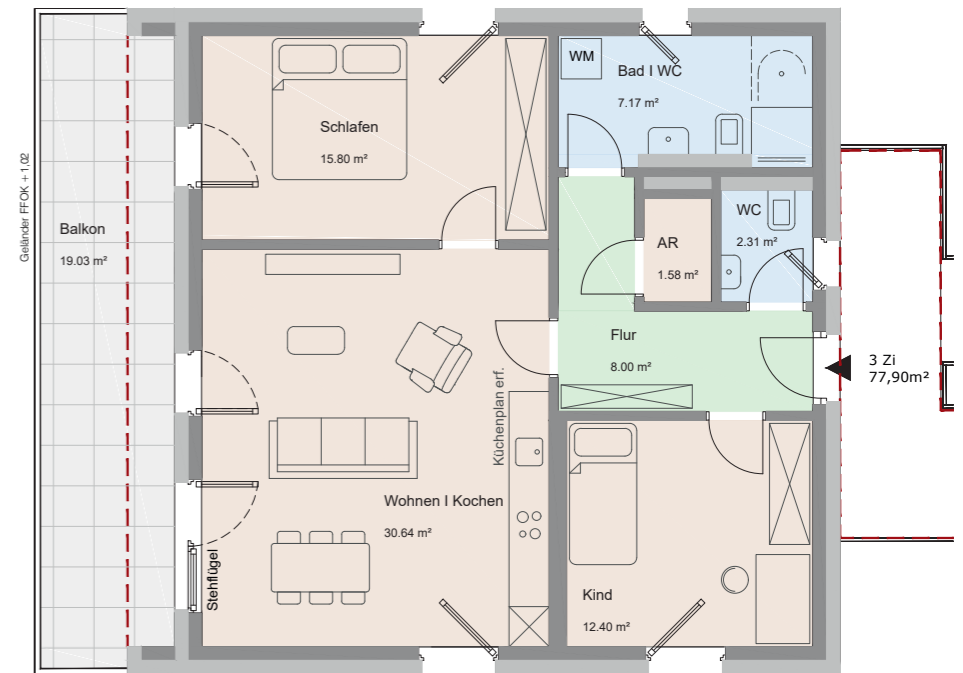 WM
Bad I WC
7.17 m²
Schlafen
15.80 m²
Geländer FFOK +1,02
Balkon
19.03 m²
AR
1.58 m²
WC
2.31 m²
Flur
8.00 m²
3 Zi
77,90m²
Küchenplan erf.
Wohnen I Kochen
30.64 m²
Stehflügel
Kind
12.40 m²